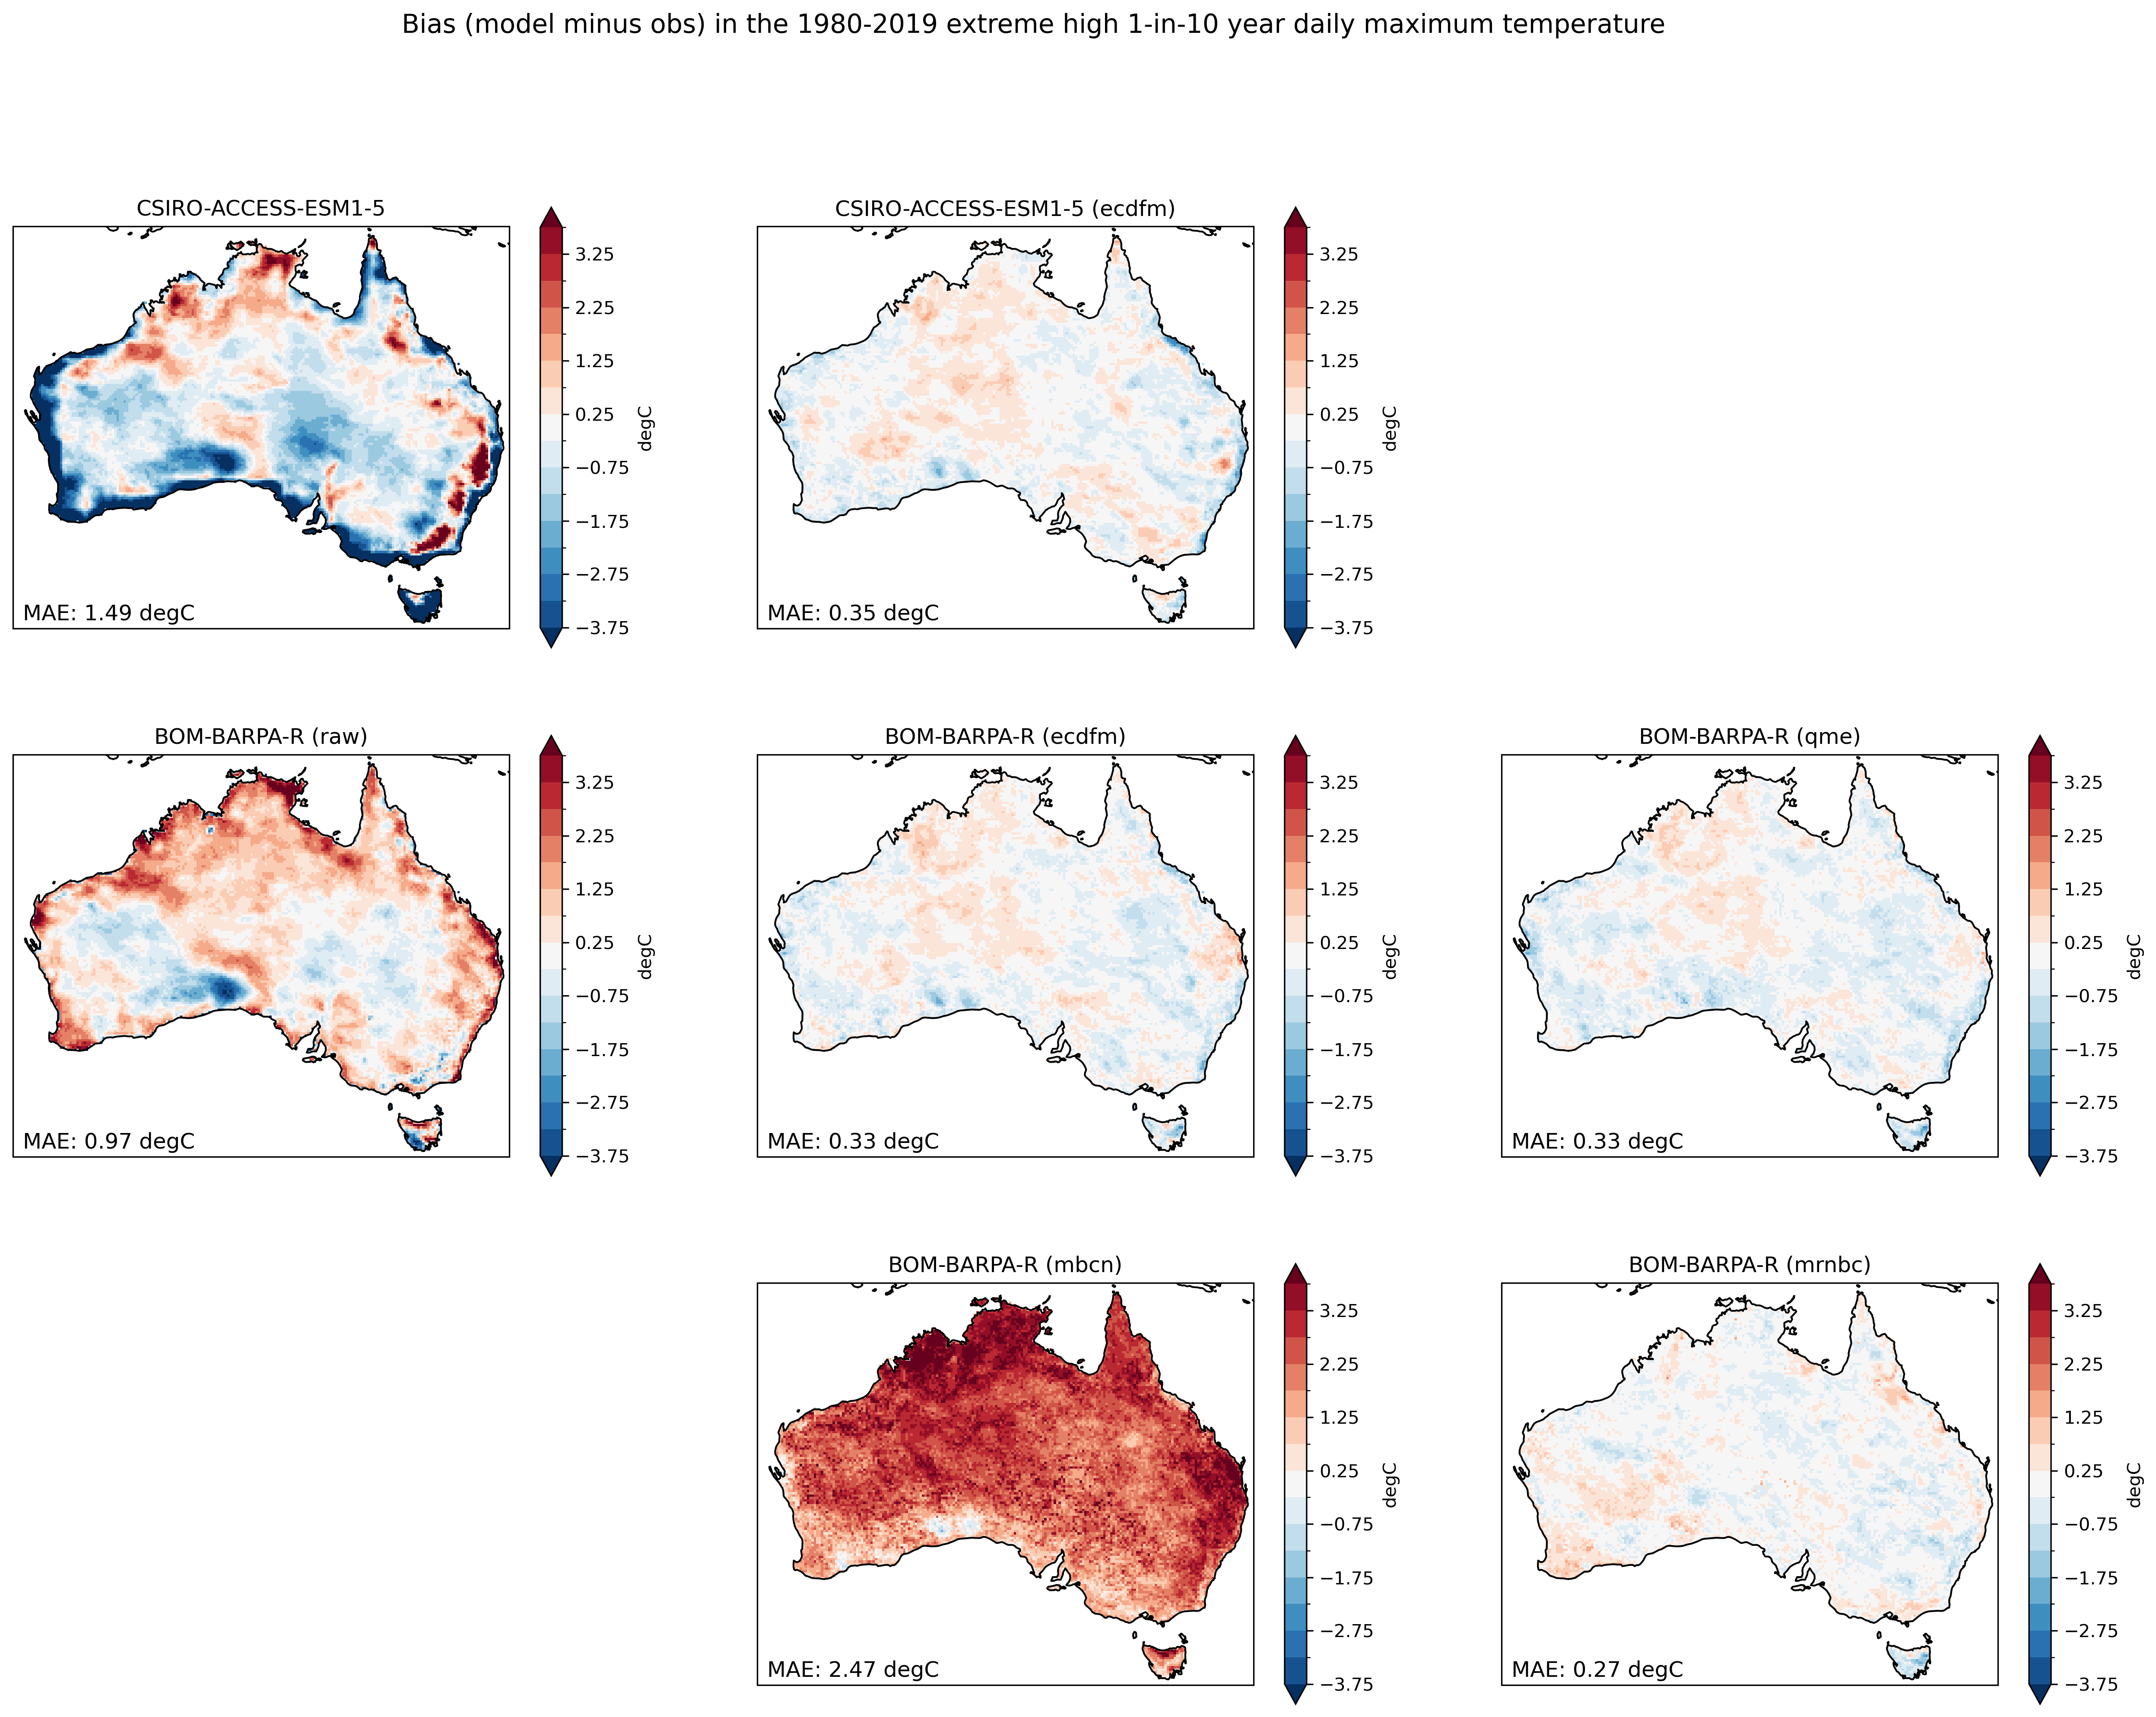 Bias (model minus obs) in the 1980-2019 extreme high 1-in-10 year daily maximum temperature
CSIRO-ACCESS-ESM1-5
MAE: 1.49 degC
3.25
2.25
1.25
0.25
−0.75
−1.75
−2.75
−3.75
degC
CSIRO-ACCESS-ESM1-5 (ecdfm)
MAE: 0.35 degC
3.25
2.25
1.25
0.25
−0.75
−1.75
−2.75
−3.75
degC
BOM-BARPA-R (raw)
MAE: 0.97 degC
3.25
2.25
1.25
0.25
−0.75
−1.75
−2.75
−3.75
degC
BOM-BARPA-R (ecdfm)
MAE: 0.33 degC
3.25
2.25
1.25
0.25
−0.75
−1.75
−2.75
−3.75
degC
BOM-BARPA-R (qme)
MAE: 0.33 degC
3.25
2.25
1.25
0.25
−0.75
−1.75
−2.75
−3.75
degC
BOM-BARPA-R (mbcn)
MAE: 2.47 degC
3.25
2.25
1.25
0.25
−0.75
−1.75
−2.75
−3.75
degC
BOM-BARPA-R (mrnbc)
MAE: 0.27 degC
3.25
2.25
1.25
0.25
−0.75
−1.75
−2.75
−3.75
degC